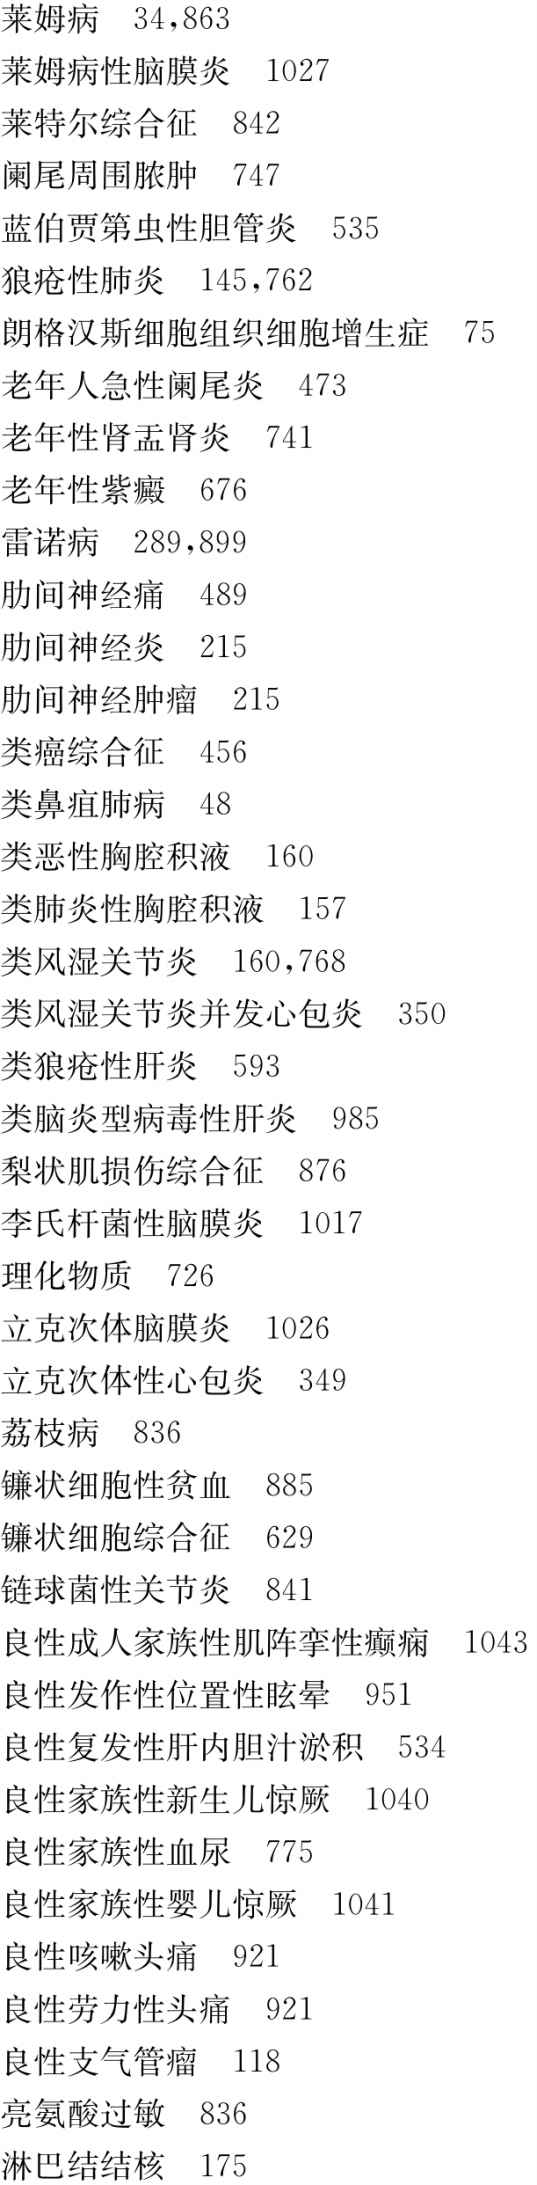 莱姆病　34,863
莱姆病性脑膜炎　1027
莱特尔综合征　842
阑尾周围脓肿　747
蓝伯贾第虫性胆管炎　535
狼疮性肺炎　145,762
朗格汉斯细胞组织细胞增生症　75
老年人急性阑尾炎　473
老年性肾盂肾炎　741
老年性紫癜　676
雷诺病　289,899
肋间神经痛　489
肋间神经炎　215
肋间神经肿瘤　215
类癌综合征　456
类鼻疽肺病　48
类恶性胸腔积液　160
类肺炎性胸腔积液　157
类风湿关节炎　160,768
类风湿关节炎并发心包炎　350
类狼疮性肝炎　593
类脑炎型病毒性肝炎　985
梨状肌损伤综合征　876
李氏杆菌性脑膜炎　1017
理化物质　726
立克次体脑膜炎　1026
立克次体性心包炎　349
荔枝病　836
镰状细胞性贫血　885
镰状细胞综合征　629
链球菌性关节炎　841
良性成人家族性肌阵挛性癫痫　1043
良性发作性位置性眩晕　951
良性复发性肝内胆汁淤积　534
良性家族性新生儿惊厥　1040
良性家族性血尿　775
良性家族性婴儿惊厥　1041
良性咳嗽头痛　921
良性劳力性头痛　921
良性支气管瘤　118
亮氨酸过敏　836
淋巴结结核　175